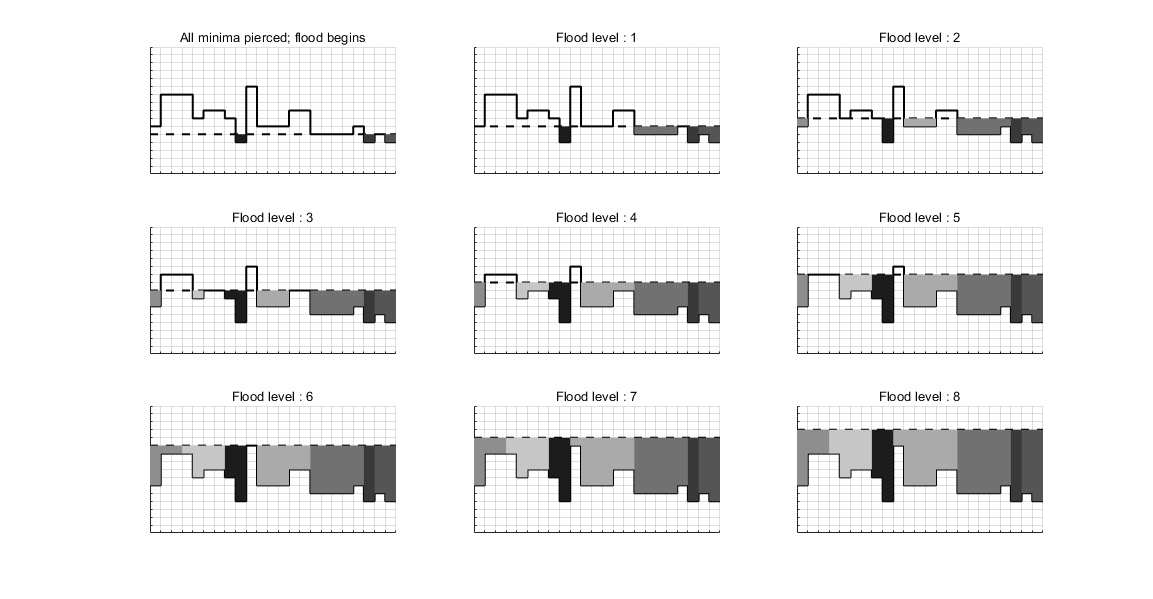 All minima pierced; flood begins
Flood level : 1
Flood level : 2
Flood level : 3
Flood level : 4
Flood level : 5
Flood level : 6
Flood level : 7
Flood level : 8